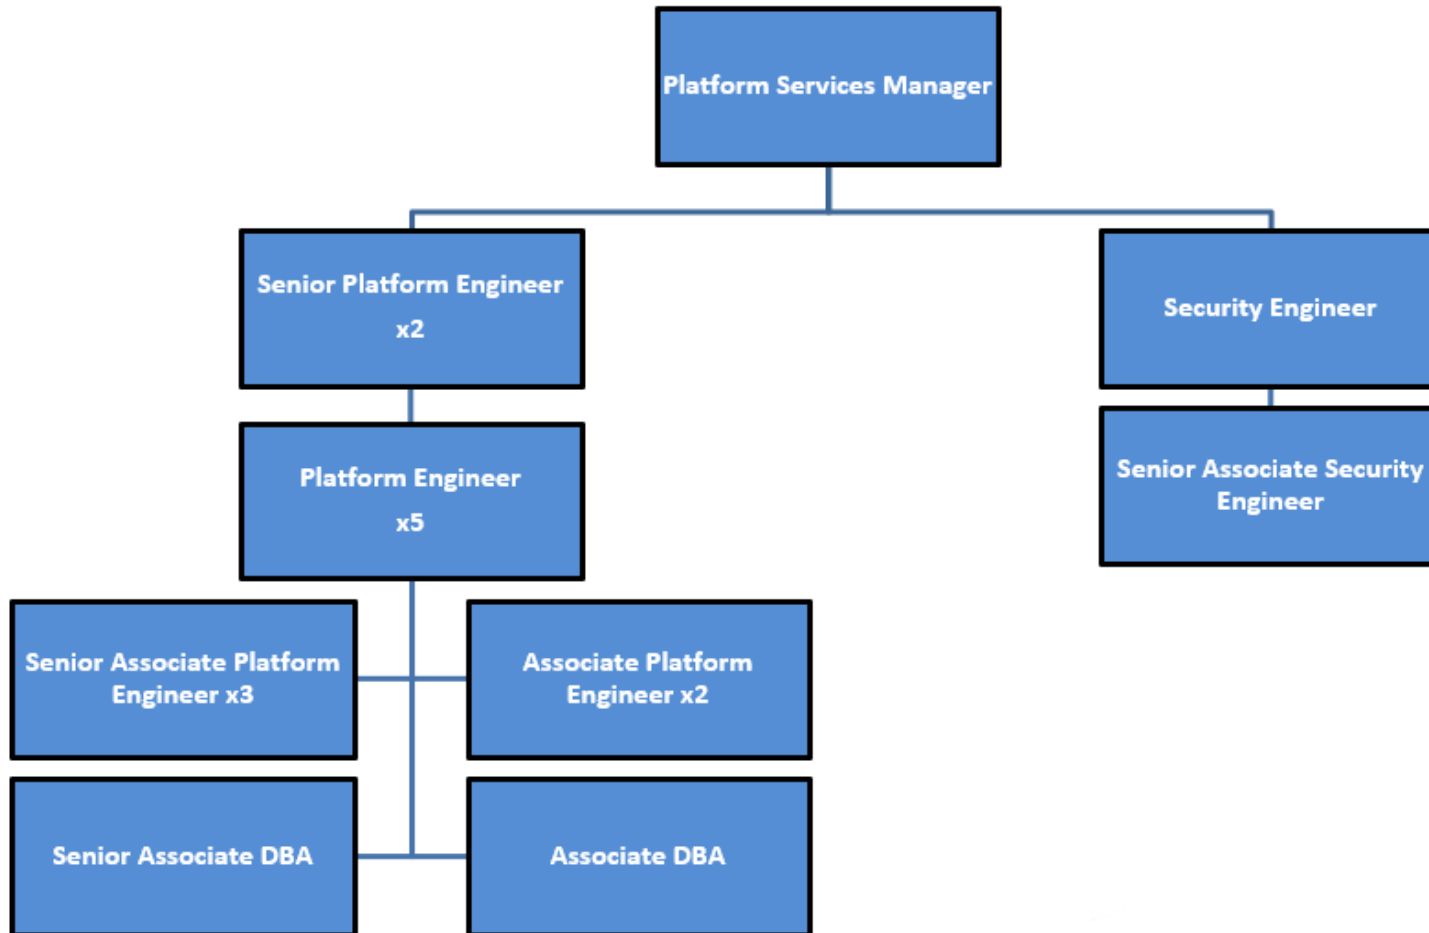 Platform Services Manager
Senior Platform Engineer
x2
Security Engineer
Platform Engineer
x5
Senior Associate Security
Engineer
Senior Associate Platform
Engineer x3
Associate Platform
Engineer x2
Senior Associate DBA
Associate DBA